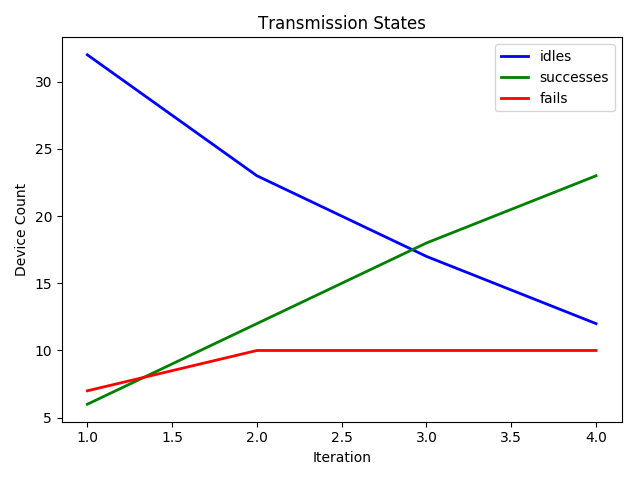 Transmission States
idles
successes
fails
Device Count
30
25
20
15
10
5
1.0 1.5 2.0 2.5 3.0 3.5 4.0
Iteration